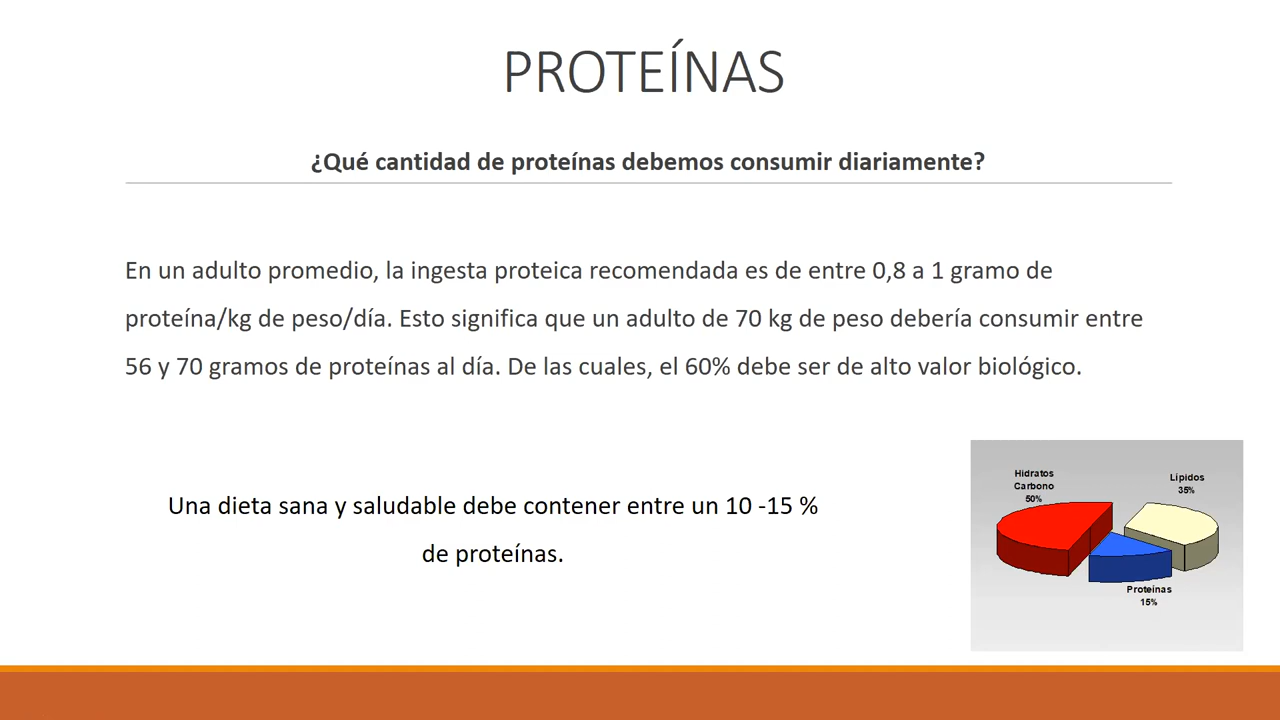 PROTEÍNAS
¿Qué cantidad de proteínas debemos consumir diariamente?
En un adulto promedio, la ingesta proteica recomendada es de entre 0,8 a 1 gramo de
proteína/kg de peso/día. Esto significa que un adulto de 70 kg de peso debería consumir entre
56 y 70 gramos de proteínas al día. De las cuales, el 60% debe ser de alto valor biológico.
Una dieta sana y saludable debe contener entre un 10 -15 %
de proteínas.
Hidratos
Carbono
50%
Lípidos
35%
Proteínas
15%